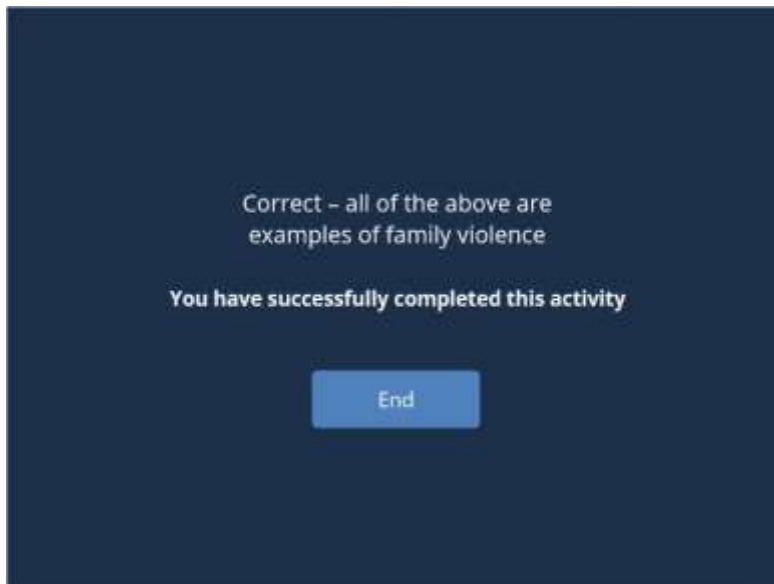 Correct – all of the above are
examples of family violence
You have successfully completed this activity
End